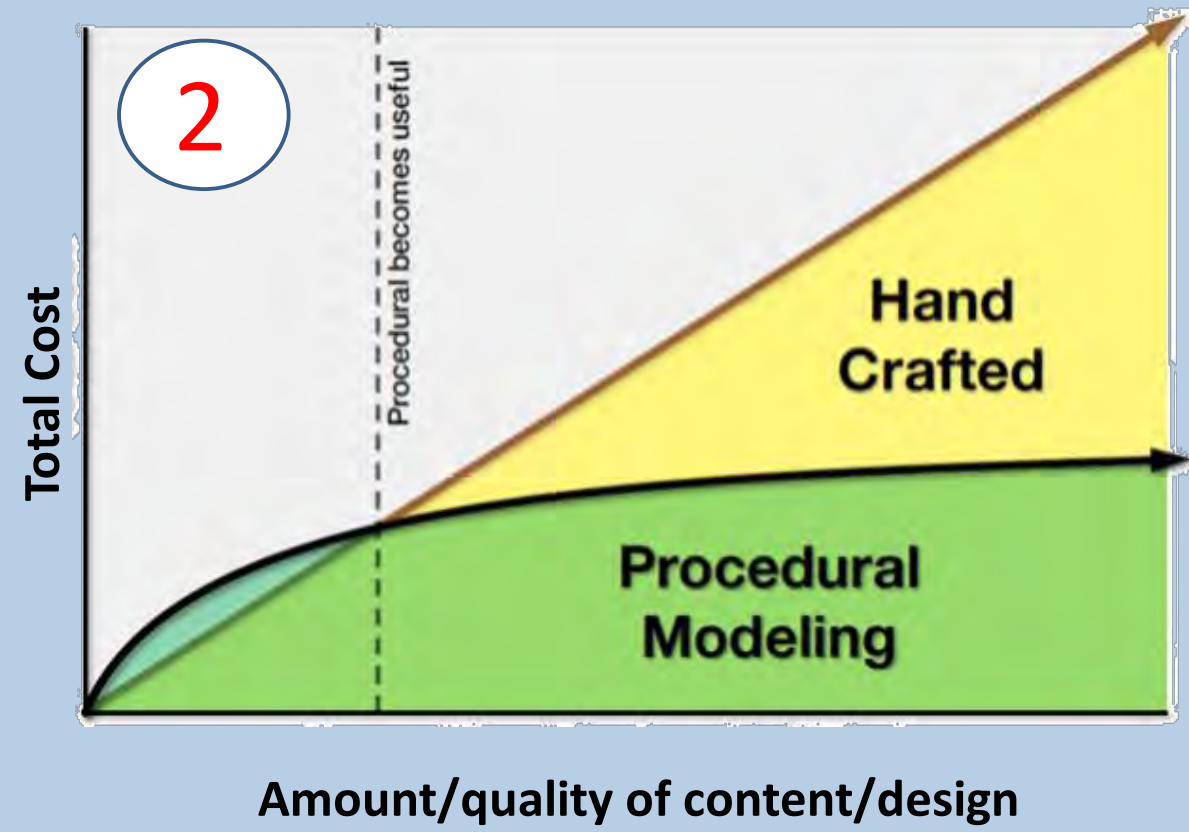 2
Procedural becomes useful
Total Cost
Hand
Crafted
Procedural
Modeling
Amount/quality of content/design